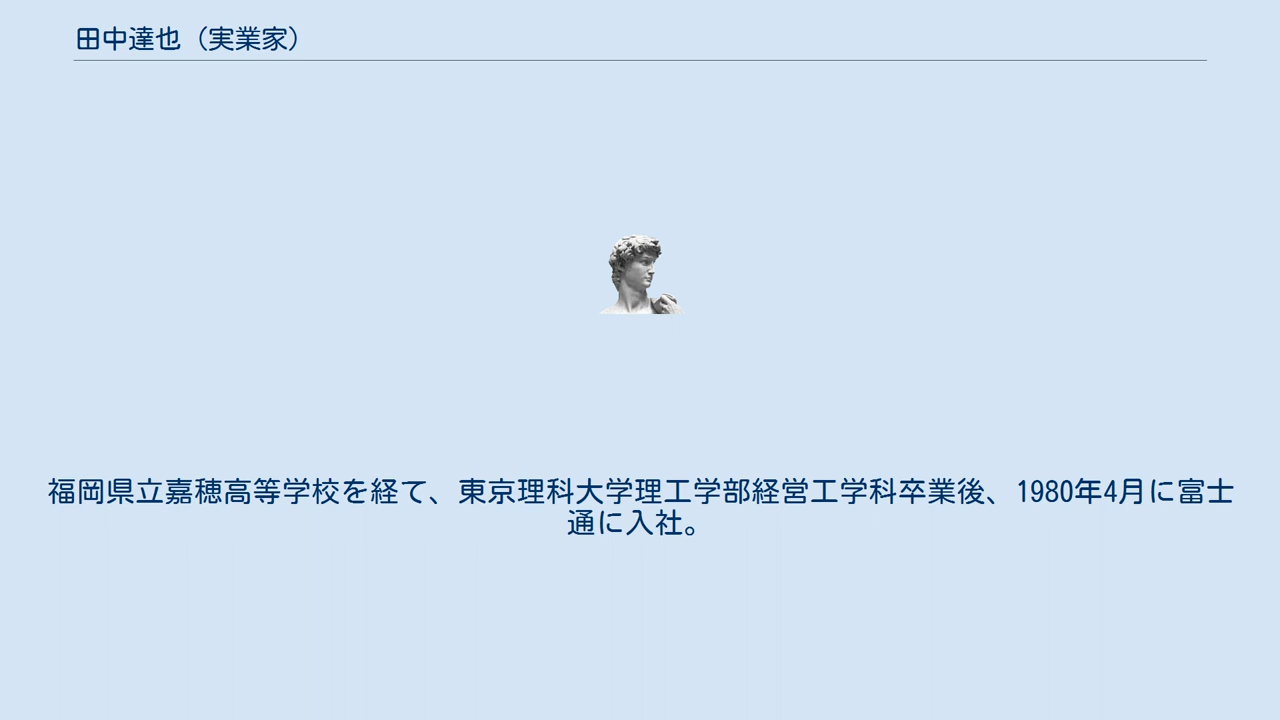 田中達也（実業家）
福岡県立嘉穂高等学校を経て、東京理科大学理工学部経営工学科卒業後、1980年4月に富士
通に入社。